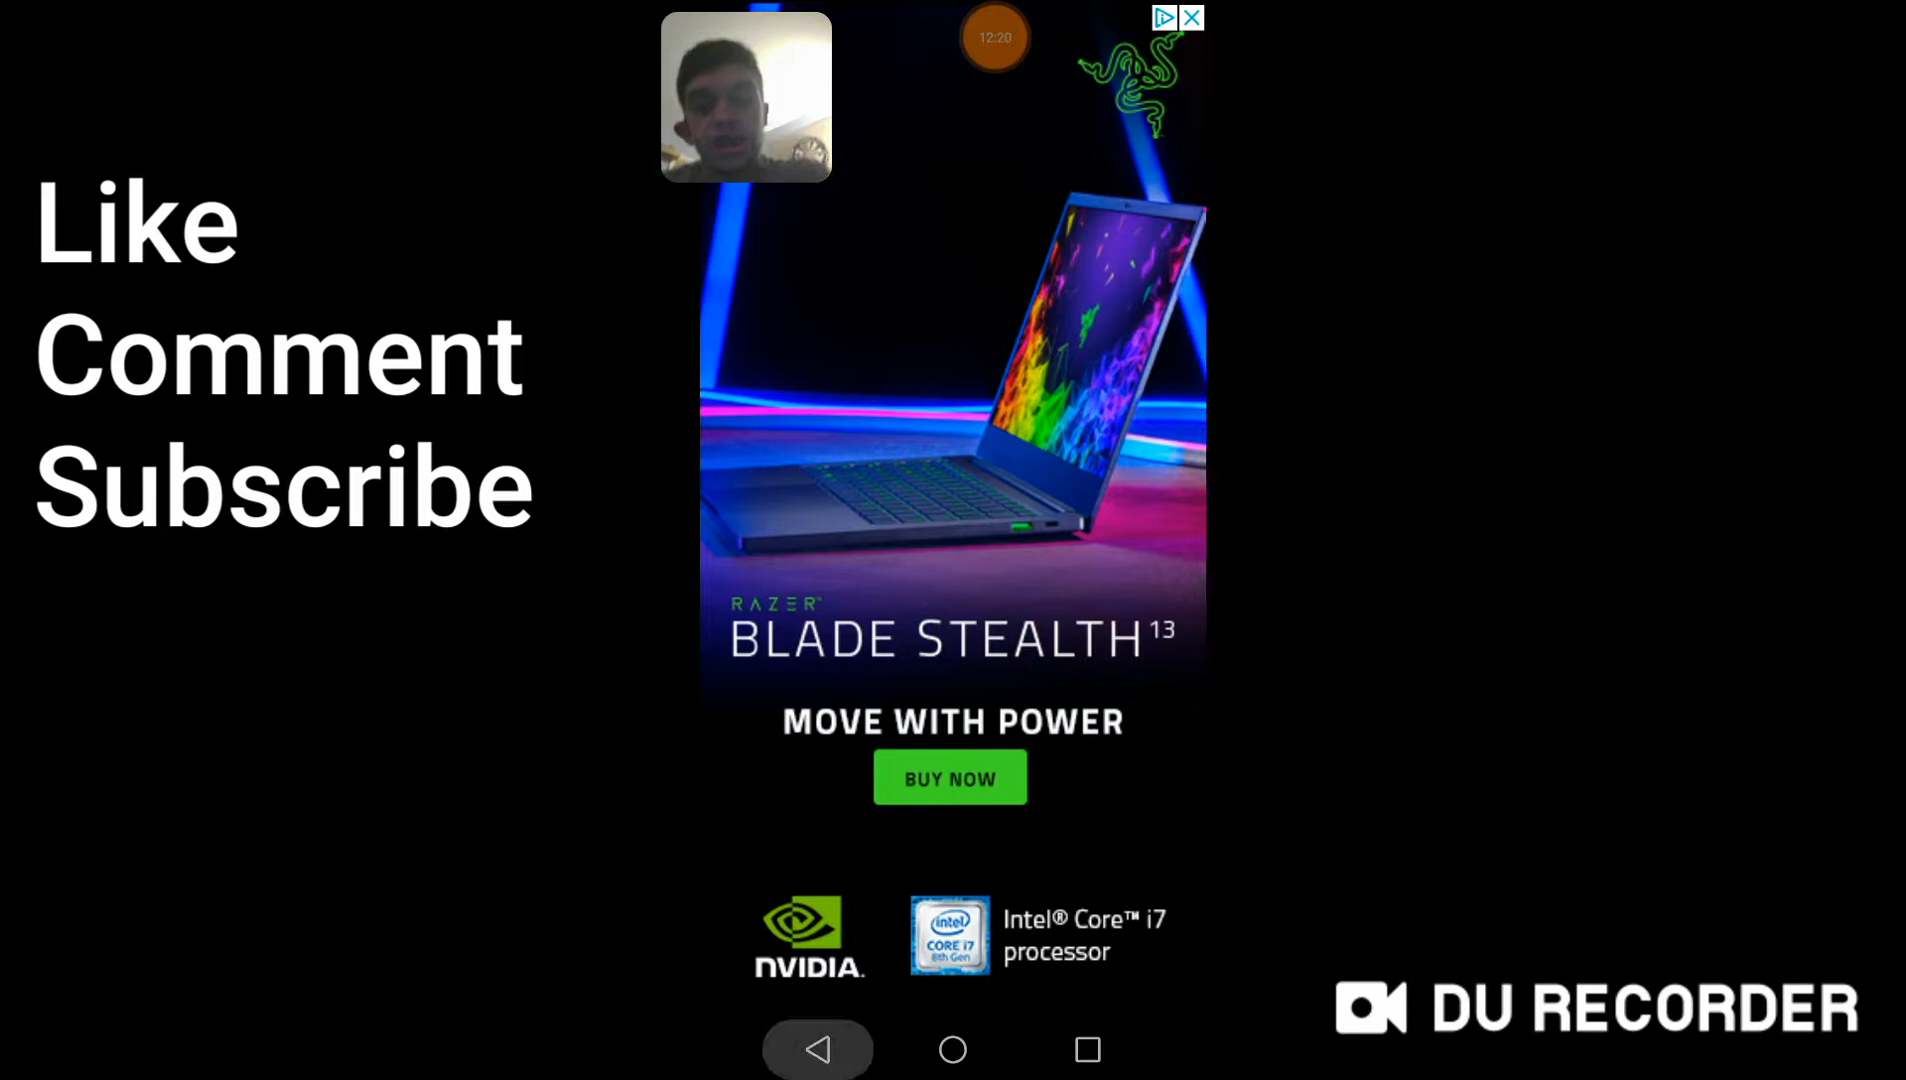 Like
Comment
Subscribe
12:20
RAZER™
BLADE STEALTH 13
MOVE WITH POWER
BUY NOW
NVIDIA.
intel
CORE i7
8th Gen
Intel® Core™ i7
processor
DU RECORDER